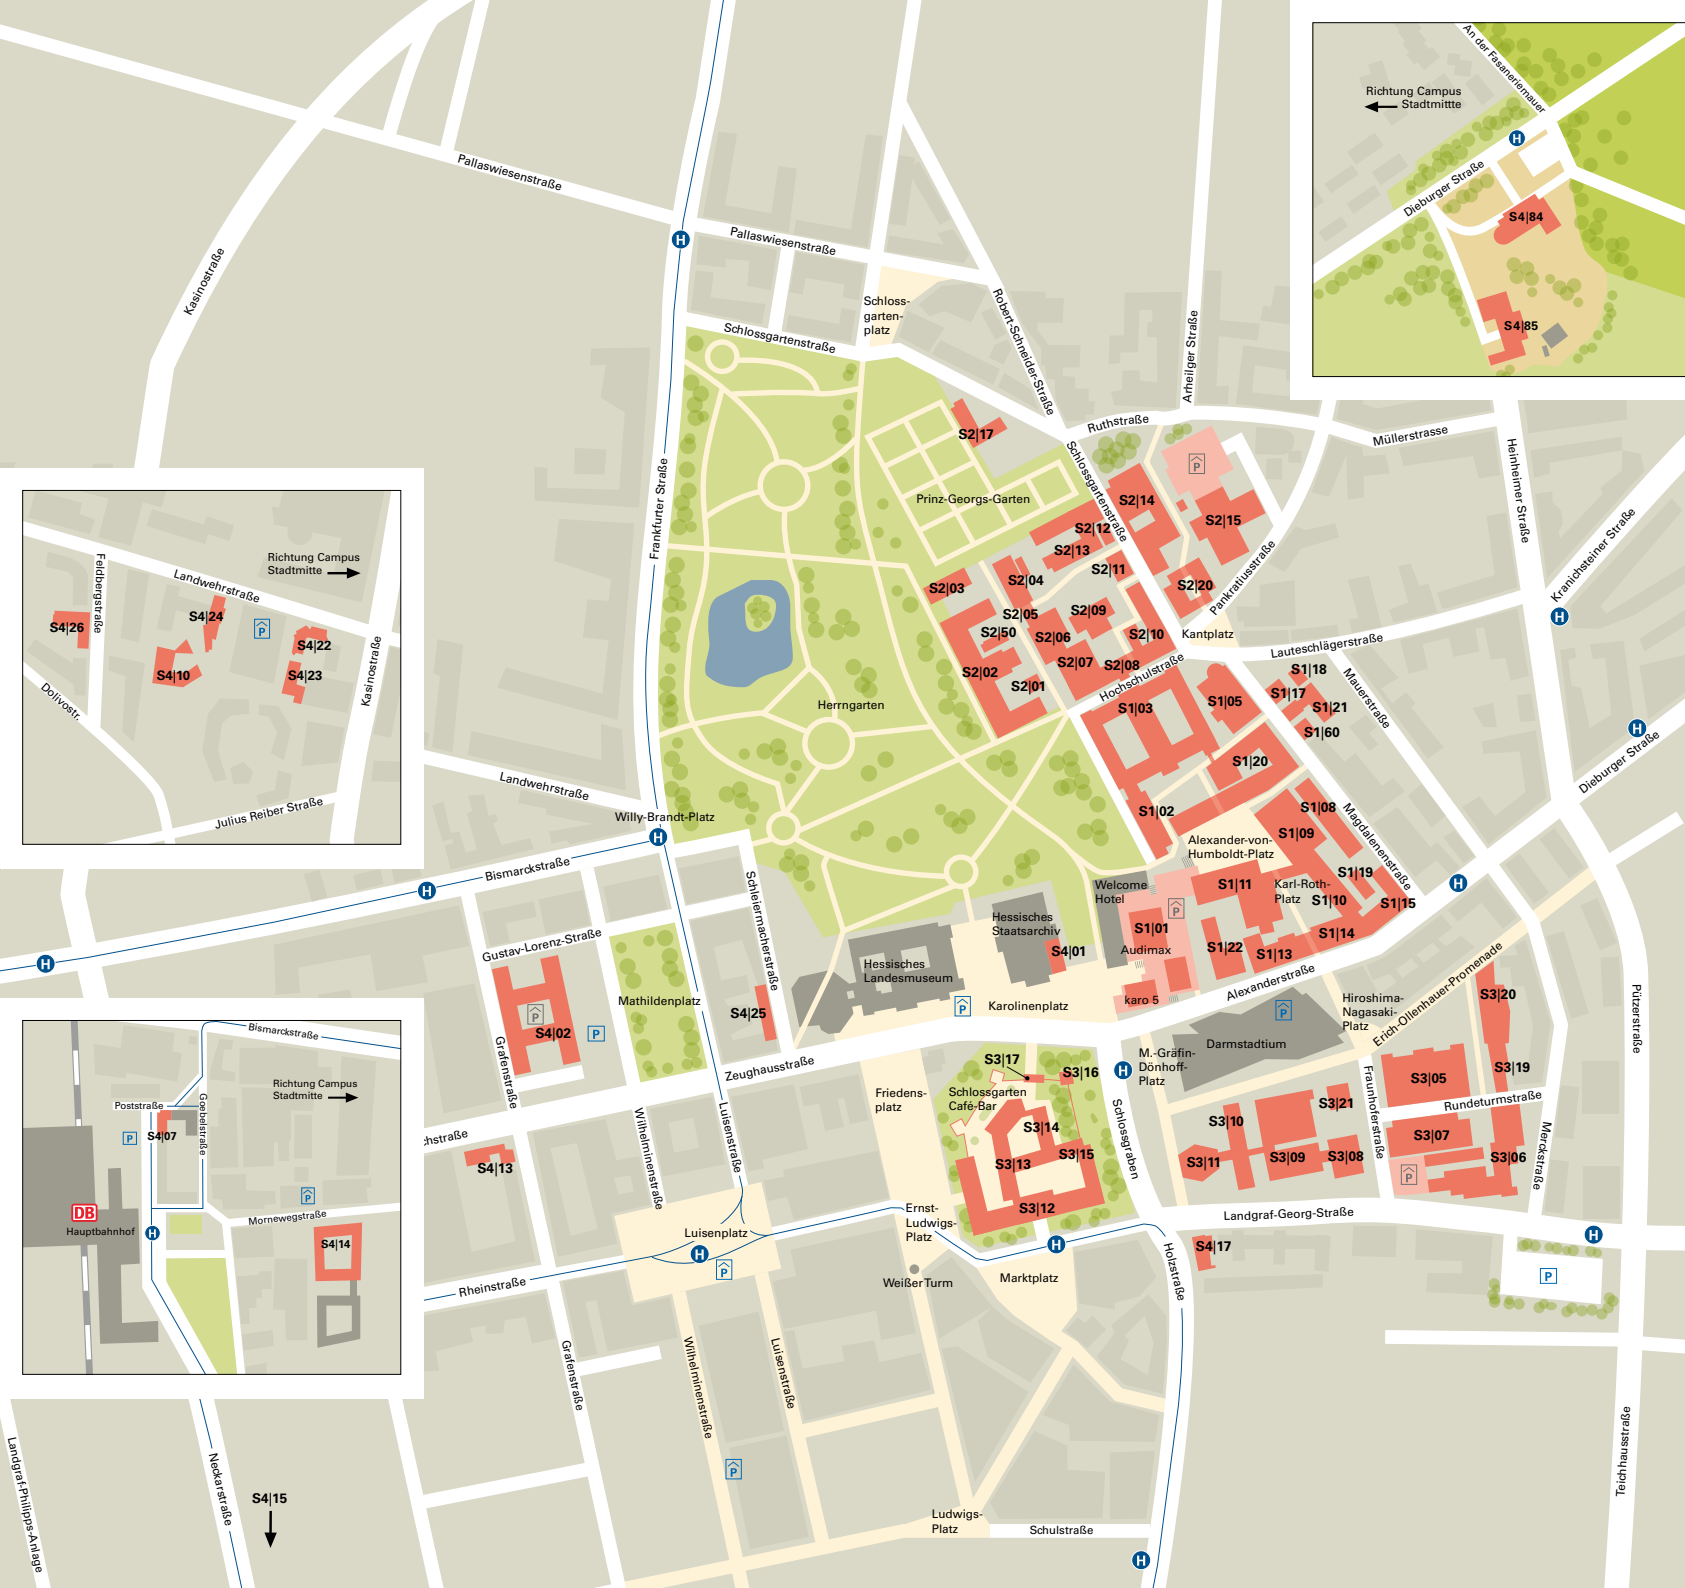 An der Fasaneriemauer
Richtung Campus
Stadtmittte
H
Dieburger Straße
S4|84
S4|85
Pallaswiesenstraße
H
Pallaswiesenstraße
Kasinostraße
Schloss-
garten-
platz
Schlossgartenstraße
Robert-Schneider-Straße
Arheilger Straße
Ruthstraße
Müllerstrasse
Heinheimer Straße
Kranichsteiner Straße
H
S2|17
Schlossgartenstraße
P
Frankfurter Straße
Prinz-Georgs-Garten
S2|14
S2|15
S2|12
S2|13
S2|11
S2|04
S2|03
S2|20
Pankratiusstraße
S2|05
S2|09
S2|50
S2|06
S2|10
Kantplatz
S2|07
S2|08
S2|02
S2|01
Hochschulstraße
Lauteschlägerstraße
Mauerstraße
Herrngarten
Richtung Campus
Stadtmitte
Feldbergstraße
Landwehrstraße
S4|26
S4|24
P
S4|22
S4|10
S4|23
Kasinostraße
Dolivostr.
Julius Reiber Straße
S1|03
S1|05
S1|18
S1|17
S1|21
S1|60
S1|20
H
Dieburger Straße
Landwehrstraße
Willy-Brandt-Platz
H
S1|02
S1|08
S1|09
Magdalenenstraße
Alexander-von-
Humboldt-Platz
Bismarckstraße
H
H
Schleiermacherstraße
Welcome
Hotel
P
S1|11
Karl-Roth-
Platz
S1|19
S1|10
S1|15
H
S1|01
Audimax
S1|22
S1|13
S1|14
Gustav-Lorenz-Straße
Hessisches
Staatsarchiv
S4|01
Hessisches
Landesmuseum
karo 5
Alexanderstraße
P
S4|02
P
Mathildenplatz
S4|25
P
Karolinenplatz
P
Darmstadtium
Hiroshima-
Nagasaki-
Platz
Erich-Ollenhauer-Promenade
S3|20
Pützerstraße
Grafenstraße
Zeughausstraße
Friedens-
platz
S3|17
S3|16
Schlossgarten
Café-Bar
H
M.-Gräfin-
Dönhoff-
Platz
S3|05
S3|19
Rundeturmstraße
Fraunhoferstraße
S3|21
S3|10
S3|07
S3|06
S3|11
S3|09
S3|08
P
Merckstraße
S3|14
S3|13
S3|15
S3|12
Schlossgraben
Bismarckstraße
Richtung Campus
Stadtmitte
Poststraße
Goebelstraße
P
S4|07
P
Mornewegstraße
DB
Hauptbahnhof
H
S4|14
chstraße
S4|13
Wilhelminenstraße
Luisenstraße
Luisenplatz
H
P
Ernst-
Ludwigs-
Platz
Weißer Turm
H
Marktplatz
Landgraf-Georg-Straße
S4|17
H
P
Holzstraße
Rheinstraße
Grafenstraße
Wilhelminenstraße
Luisenstraße
P
Teichhausstraße
Landgraf-Philipps-Anlage
Neckarstraße
S4|15
Ludwigs-
Platz
Schulstraße
H